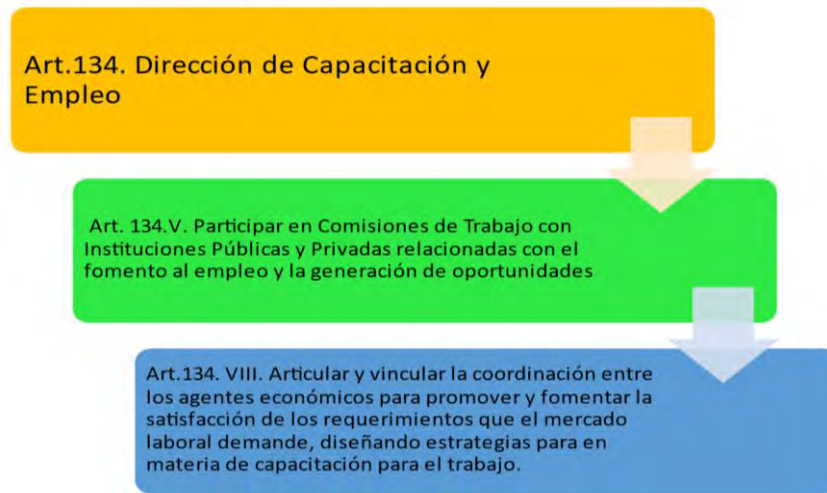 Art.134. Dirección de Capacitación y
Empleo
Art. 134.V. Participar en Comisiones de Trabajo con
Instituciones Públicas y Privadas relacionadas con el
fomento al empleo y la generación de oportunidades
Art.134. VIII. Articular y vincular la coordinación entre
los agentes económicos para promover y fomentar la
satisfacción de los requerimientos que el mercado
laboral demande, diseñando estrategias para en
materia de capacitación para el trabajo.